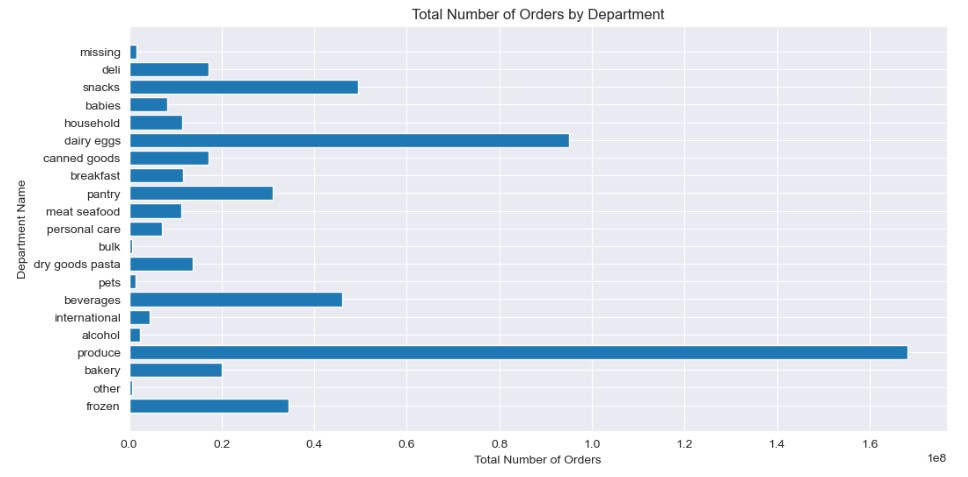 Total Number of Orders by Department
Department Name
missing
deli
snacks
babies
household
dairy eggs
canned goods
breakfast
pantry
meat seafood
personal care
bulk
dry goods pasta
pets
beverages
international
alcohol
produce
bakery
other
frozen
0.0 0.2 0.4 0.6 0.8 1.0 1.2 1.4 1.6
1e8
Total Number of Orders